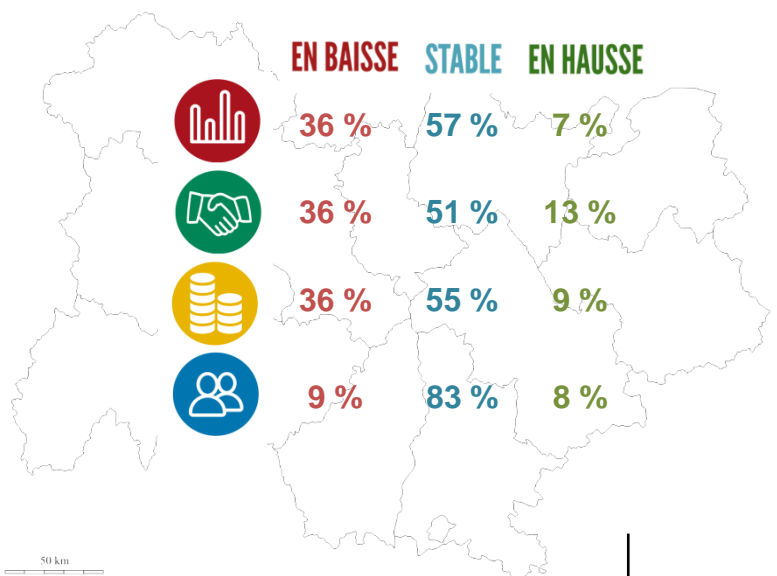 EN BAISSE STABLE EN HAUSSE
36 % 57 % 7 %
36 % 51 % 13 %
36 % 55 % 9 %
9 % 83 % 8 %
50 km